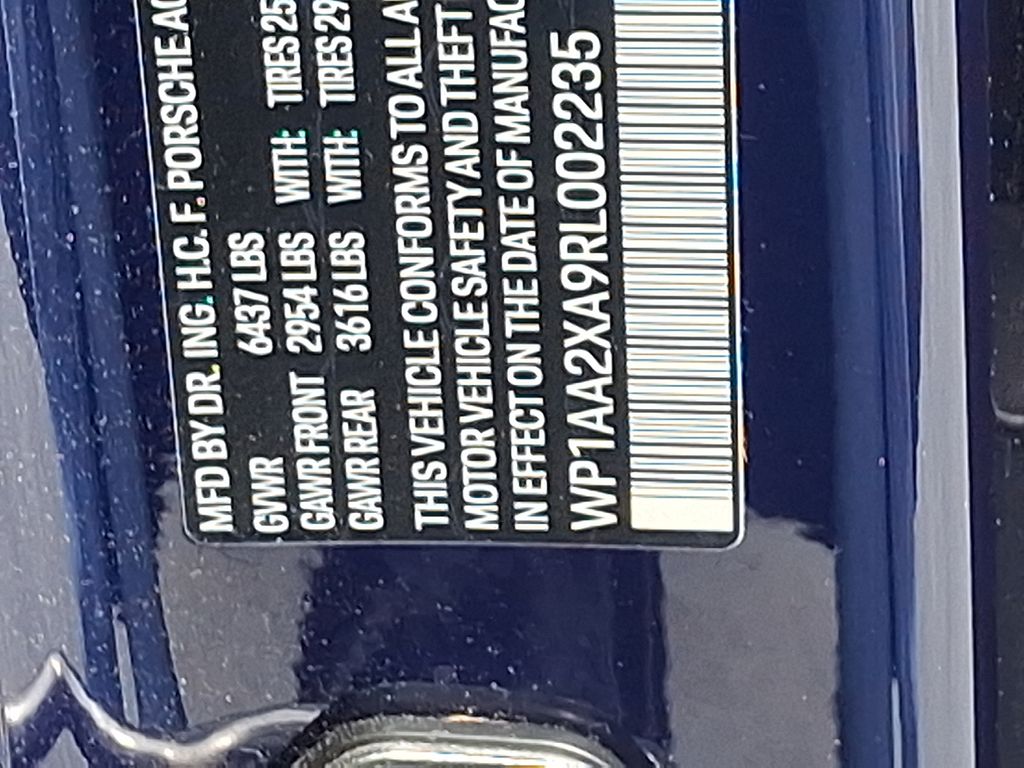 MFD BY DR. ING. H.C. F. PORSCHE AG
GVWR 6437 LBS
GAWR FRONT 2954 LBS WITH: TIRES 25
GAWR REAR 3616 LBS WITH: TIRES 29
THIS VEHICLE CONFORMS TO ALL A
MOTOR VEHICLE SAFETY AND THEFT
IN EFFECT ON THE DATE OF MANUFAC
WP1AA2XA9RL002235